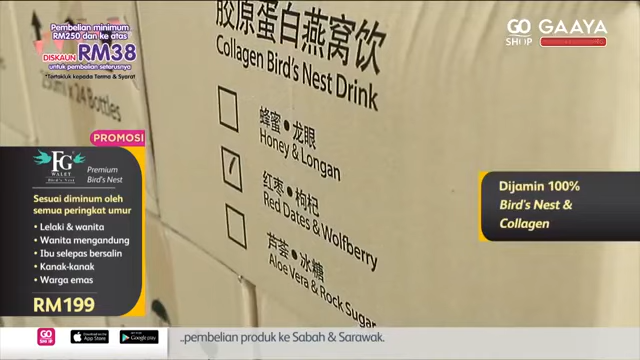 Pembelian minimum
RM250 dan ke atas
DISKAUN RM38
untuk pembelian seterusnya
*Tertakluk kepada Terma & Syarat
GO SHOP
GAAYA
胶原蛋白燕窝饮
Collagen Bird's Nest Drink
250ml x 24 Bottles
蜂蜜•龙眼
Honey & Longan
红枣•枸杞
Red Dates & Wolfberry
芦荟•冰糖
Aloe Vera & Rock Sugar
PROMOSI
FG
WALET
Bird's Nest
Premium
Bird's Nest
Sesuai diminum oleh
semua peringkat umur
• Lelaki & wanita
• Wanita mengandung
• Ibu selepas bersalin
• Kanak-kanak
• Warga emas
RM199
Dijamin 100%
Bird's Nest &
Collagen
GO SHOP
App Store
Google play
..pembelian produk ke Sabah & Sarawak.